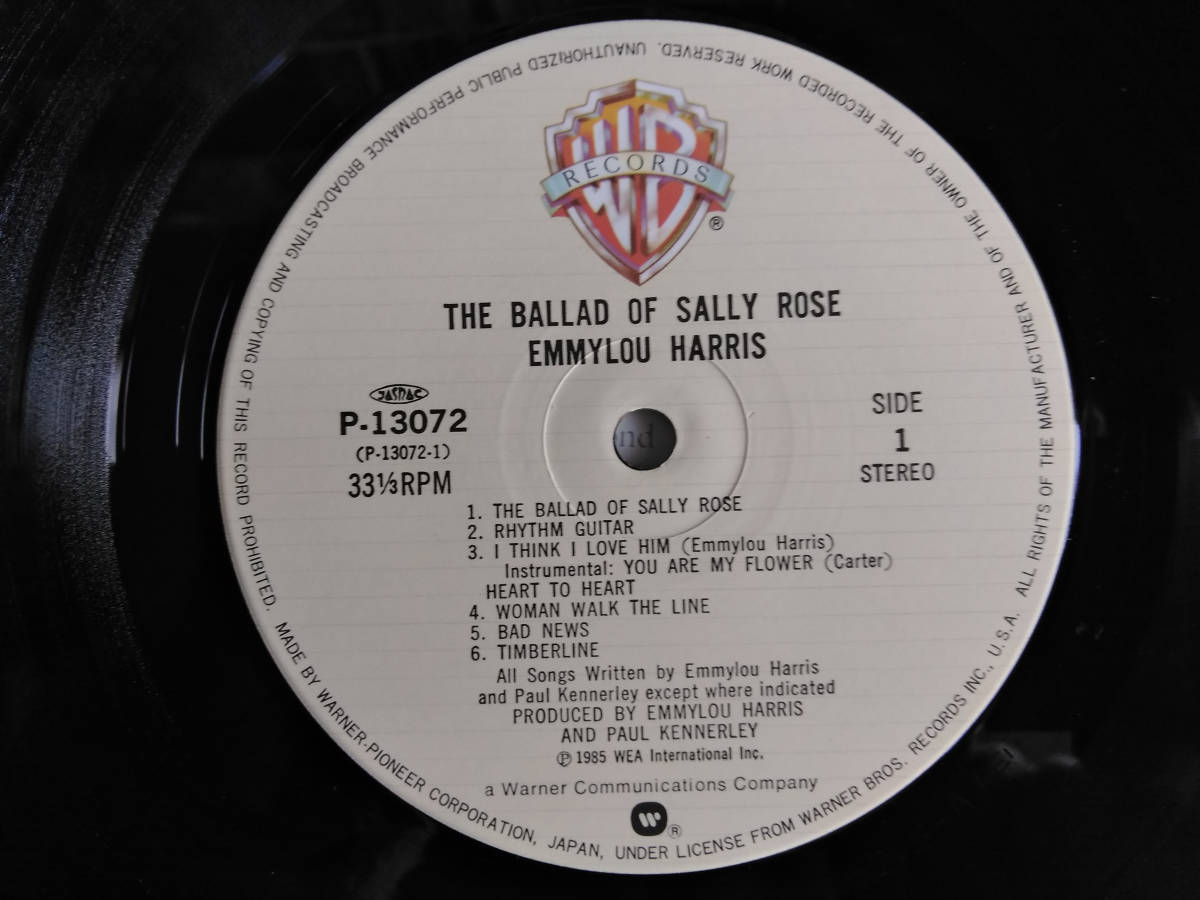 WB
RECORDS
®
THE BALLAD OF SALLY ROSE
EMMYLOU HARRIS
JASRAC
P-13072
(P-13072-1)
33⅓RPM
SIDE
1
STEREO
nd
1. THE BALLAD OF SALLY ROSE
2. RHYTHM GUITAR
3. I THINK I LOVE HIM (Emmylou Harris)
Instrumental: YOU ARE MY FLOWER (Carter)
HEART TO HEART
4. WOMAN WALK THE LINE
5. BAD NEWS
6. TIMBERLINE
All Songs Written by Emmylou Harris
and Paul Kennerley except where indicated
PRODUCED BY EMMYLOU HARRIS
AND PAUL KENNERLEY
℗ 1985 WEA International Inc.
a Warner Communications Company
®
MADE BY WARNER-PIONEER CORPORATION, JAPAN, UNDER LICENSE FROM WARNER BROS. RECORDS INC., U.S.A. ALL RIGHTS OF THE MANUFACTURER AND OF THE OWNER OF THE RECORDED WORK RESERVED. UNAUTHORIZED PUBLIC PERFORMANCE BROADCASTING AND COPYING OF THIS RECORD PROHIBITED.